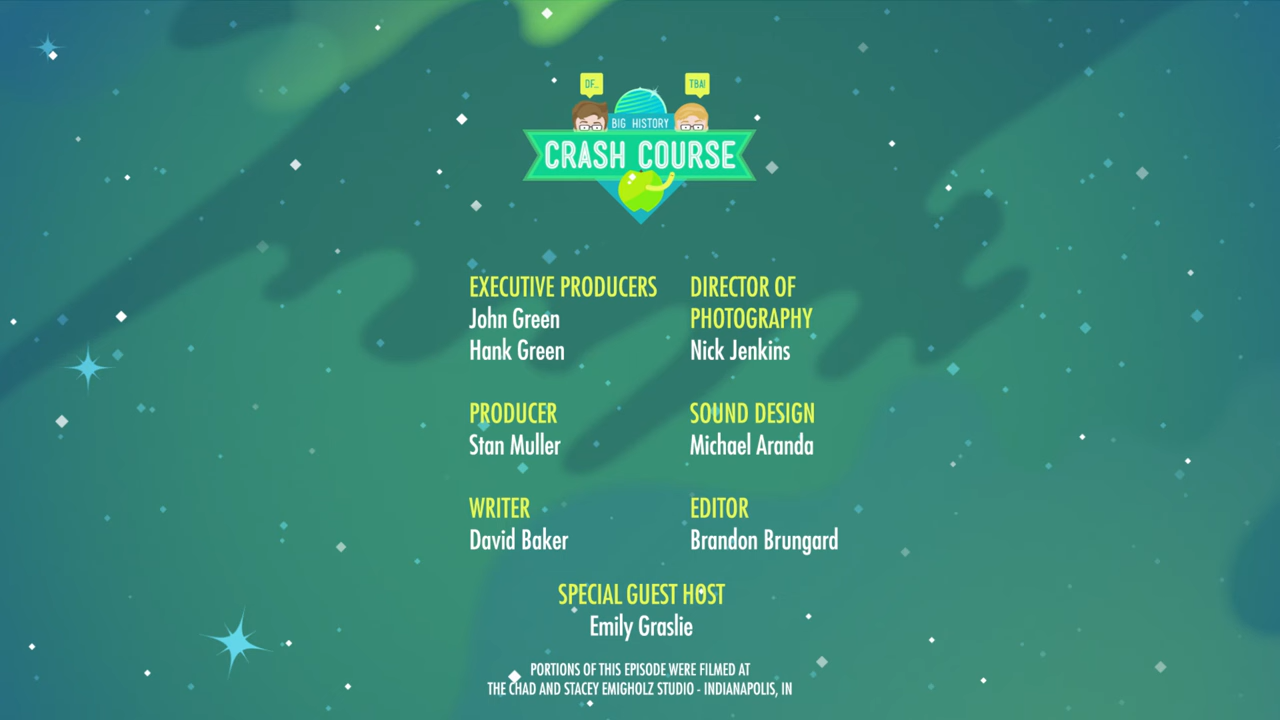 DF...
TBA!
BIG HISTORY
CRASH COURSE
EXECUTIVE PRODUCERS
John Green
Hank Green
DIRECTOR OF
PHOTOGRAPHY
Nick Jenkins
PRODUCER
Stan Muller
SOUND DESIGN
Michael Aranda
WRITER
David Baker
EDITOR
Brandon Brungard
SPECIAL GUEST HOST
Emily Graslie
PORTIONS OF THIS EPISODE WERE FILMED AT
THE CHAD AND STACEY EMIGHOLZ STUDIO - INDIANAPOLIS, IN